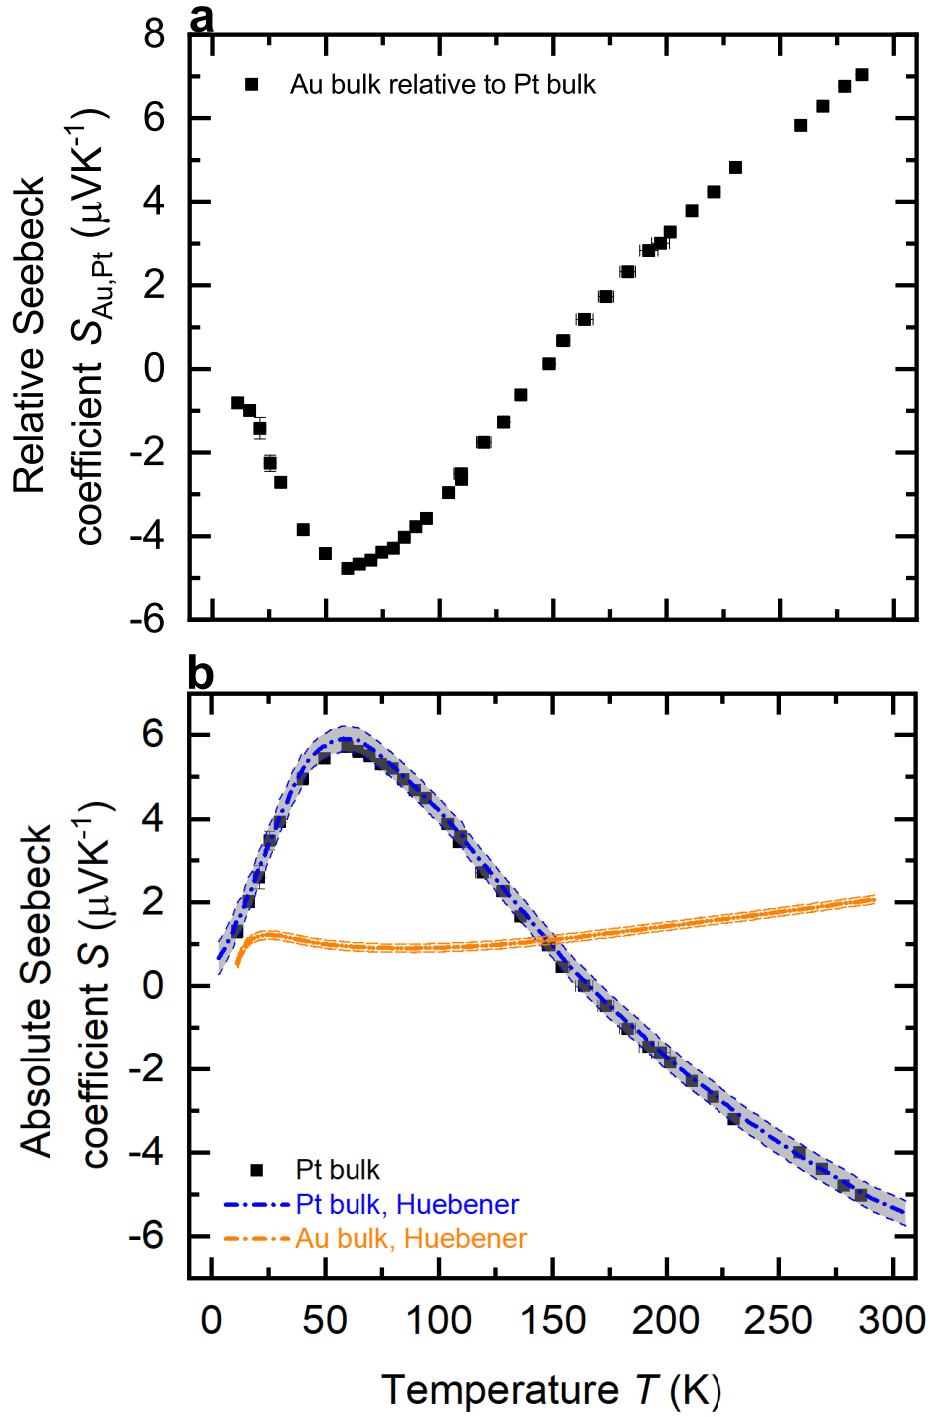 a
8
6
4
2
0
-2
-4
-6
Au bulk relative to Pt bulk
Relative Seebeck
coefficient S_Au,Pt (μVK⁻¹)
b
6
4
2
0
-2
-4
-6
Absolute Seebeck
coefficient S (μVK⁻¹)
Pt bulk
Pt bulk, Huebener
Au bulk, Huebener
0 50 100 150 200 250 300
Temperature T (K)